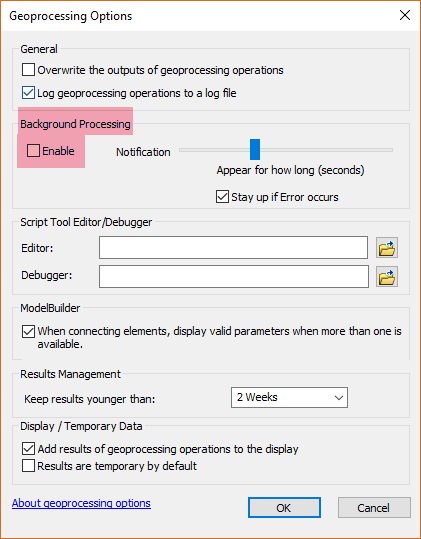 Geoprocessing Options
General
Overwrite the outputs of geoprocessing operations
Log geoprocessing operations to a log file
Background Processing
Enable
Notification
Appear for how long (seconds)
Stay up if Error occurs
Script Tool Editor/Debugger
Editor:
Debugger:
ModelBuilder
When connecting elements, display valid parameters when more than one is
available.
Results Management
Keep results younger than:
2 Weeks
Display / Temporary Data
Add results of geoprocessing operations to the display
Results are temporary by default
About geoprocessing options
OK
Cancel